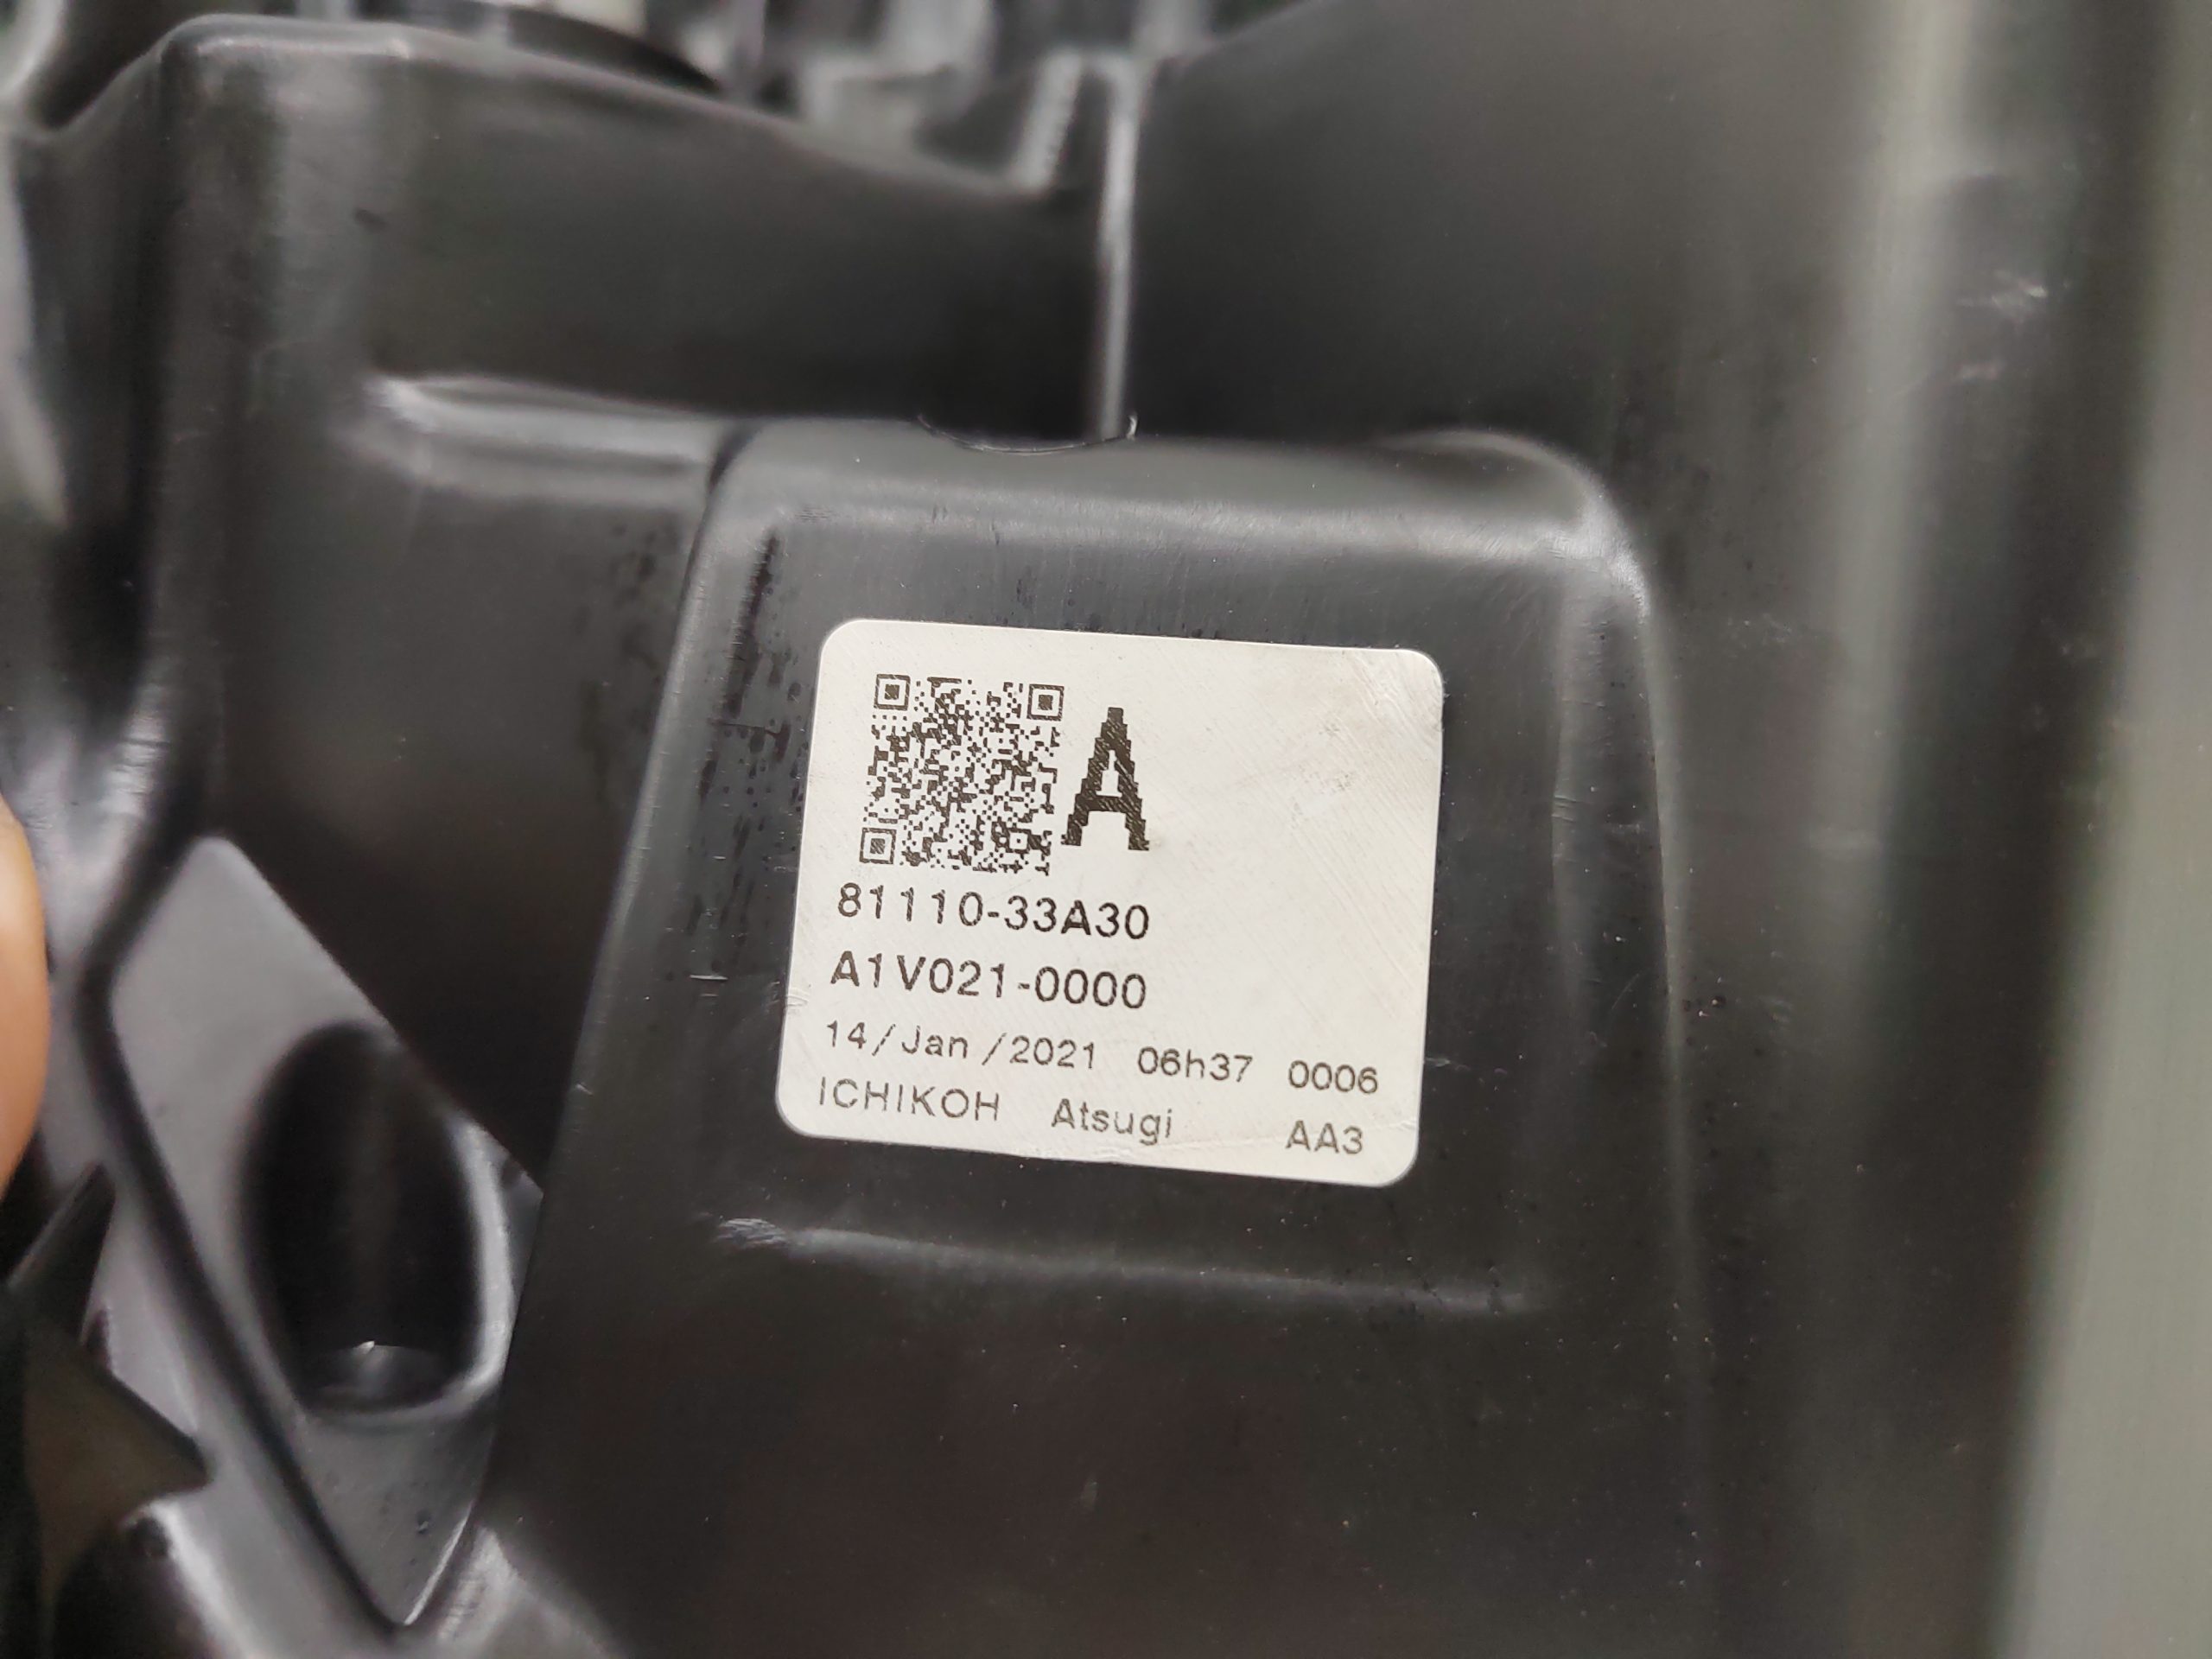 A
81110-33A30
A1V021-0000
14/Jan/2021 06h37 0006
ICHIKOH Atsugi AA3